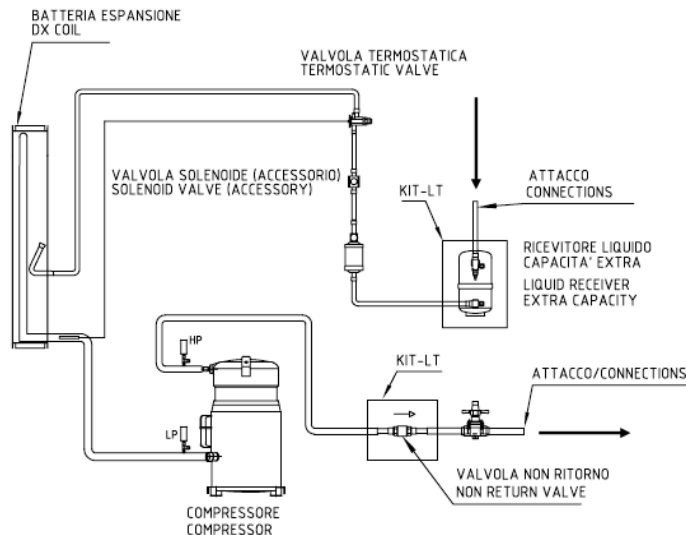 BATTERIA ESPANSIONE
DX COIL
VALVOLA TERMOSTATICA
TERMOSTATIC VALVE
VALVOLA SOLENOIDE (ACCESSORIO)
SOLENOID VALVE (ACCESSORY)
KIT-LT
ATTACCO
CONNECTIONS
RICEVITORE LIQUIDO
CAPACITA' EXTRA
LIQUID RECEIVER
EXTRA CAPACITY
HP
KIT-LT
ATTACCO/CONNECTIONS
LP
VALVOLA NON RITORNO
NON RETURN VALVE
COMPRESSORE
COMPRESSOR